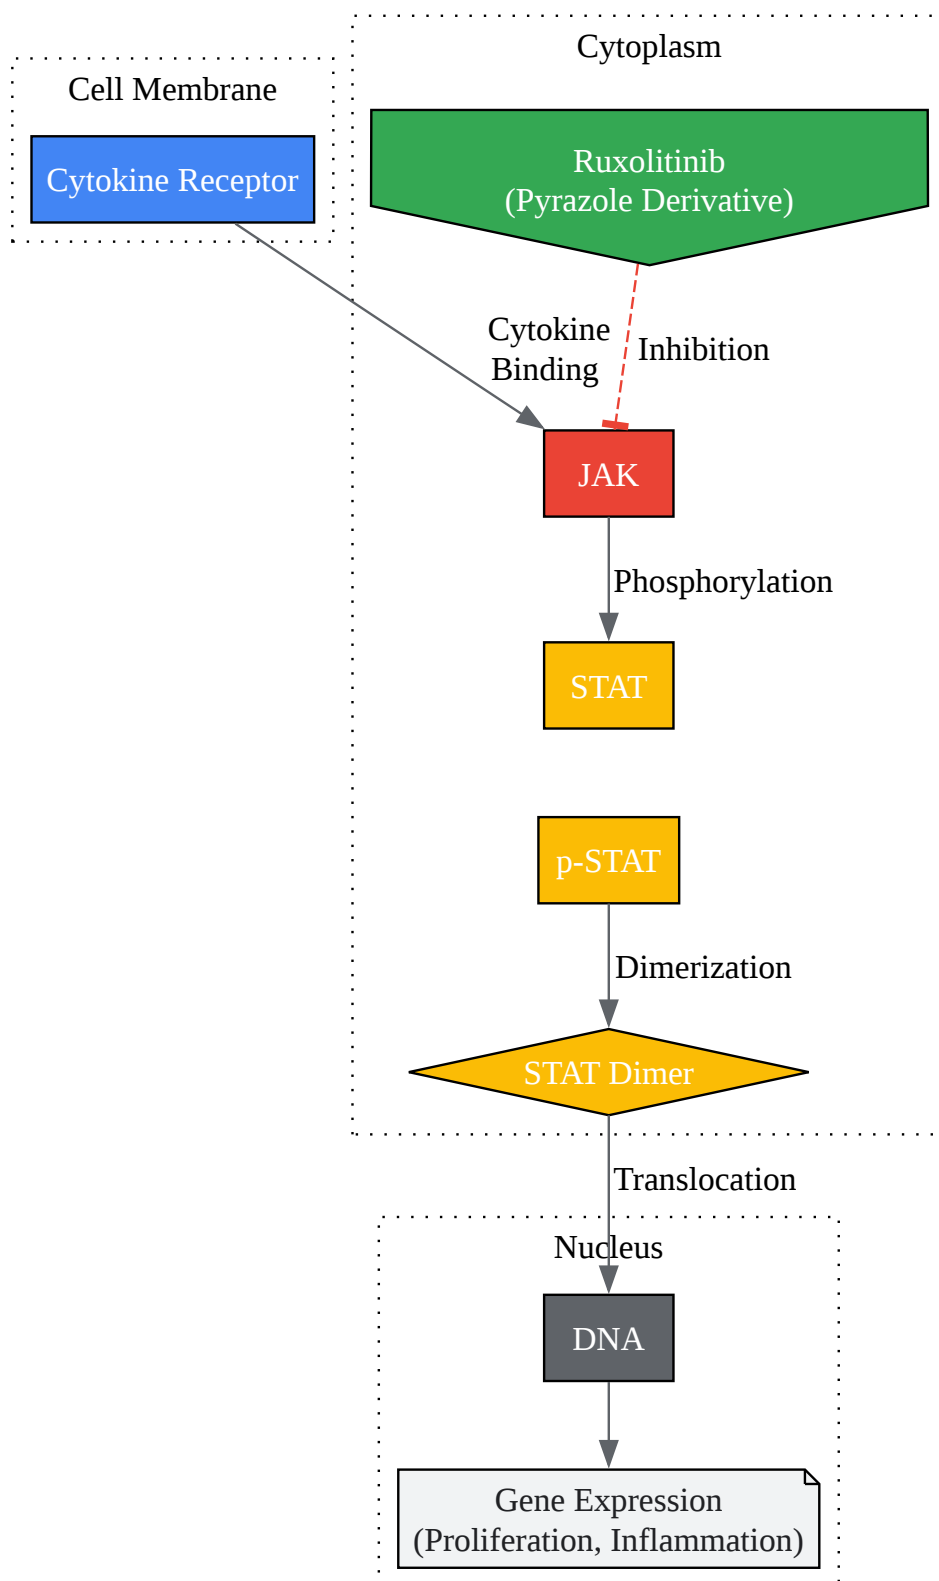 Cytoplasm
Cell Membrane
Cytokine Receptor
Ruxolitinib
(Pyrazole Derivative)
Cytokine
Binding
Inhibition
JAK
Phosphorylation
STAT
p-STAT
Dimerization
STAT Dimer
Translocation
Nucleus
DNA
Gene Expression
(Proliferation, Inflammation)